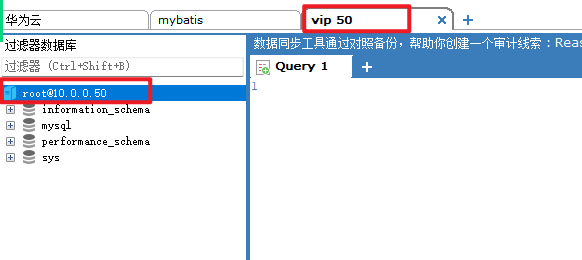 华为云
mybatis
vip 50
过滤器数据库
数据同步工具通过对照备份，帮助你创建一个审计线索：Reas
过滤器 (Ctrl+Shift+B)
Query 1
root@10.0.0.50
1
information_schema
mysql
performance_schema
sys